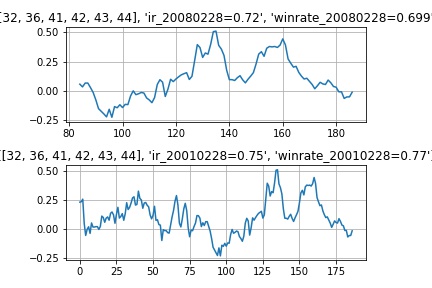 [32, 36, 41, 42, 43, 44], 'ir_20080228=0.72', 'winrate_20080228=0.699'
0.50
0.25
0.00
−0.25
80 100 120 140 160 180
[[32, 36, 41, 42, 43, 44], 'ir_20010228=0.75', 'winrate_20010228=0.77']
0.50
0.25
0.00
−0.25
0 25 50 75 100 125 150 175